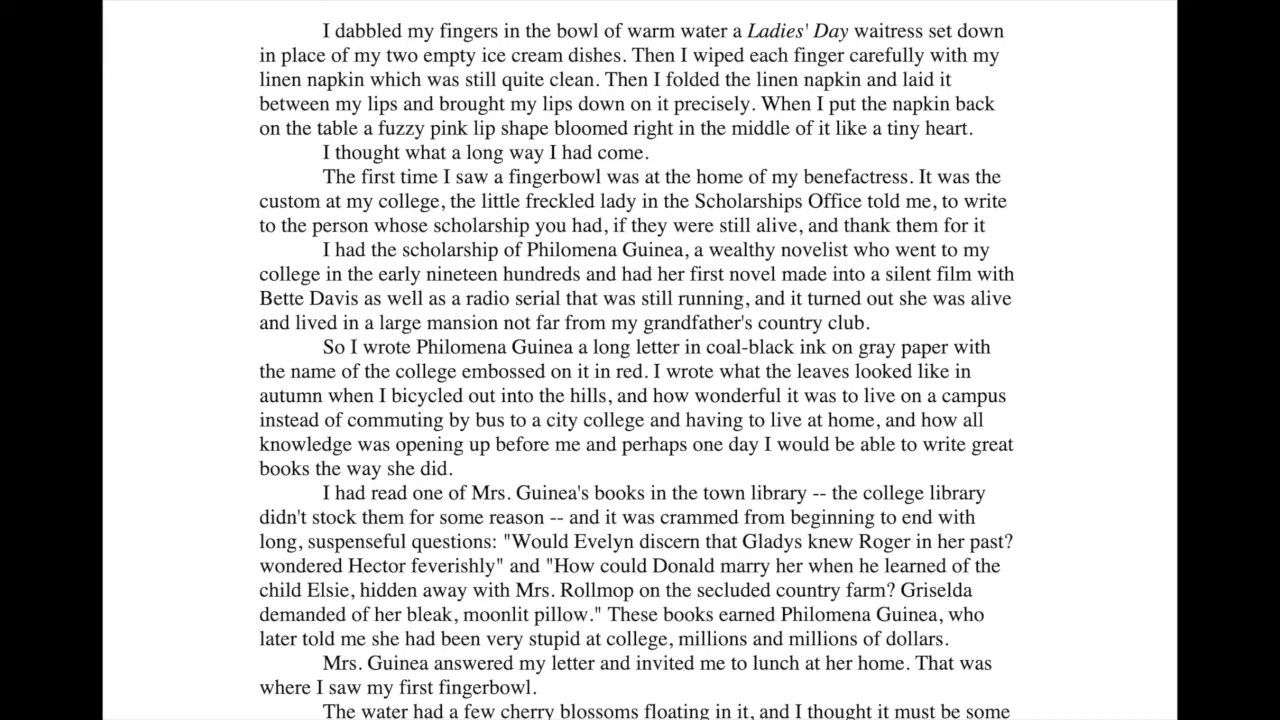 I dabbled my fingers in the bowl of warm water a Ladies' Day waitress set down
in place of my two empty ice cream dishes. Then I wiped each finger carefully with my
linen napkin which was still quite clean. Then I folded the linen napkin and laid it
between my lips and brought my lips down on it precisely. When I put the napkin back
on the table a fuzzy pink lip shape bloomed right in the middle of it like a tiny heart.
I thought what a long way I had come.
The first time I saw a fingerbowl was at the home of my benefactress. It was the
custom at my college, the little freckled lady in the Scholarships Office told me, to write
to the person whose scholarship you had, if they were still alive, and thank them for it
I had the scholarship of Philomena Guinea, a wealthy novelist who went to my
college in the early nineteen hundreds and had her first novel made into a silent film with
Bette Davis as well as a radio serial that was still running, and it turned out she was alive
and lived in a large mansion not far from my grandfather's country club.
So I wrote Philomena Guinea a long letter in coal-black ink on gray paper with
the name of the college embossed on it in red. I wrote what the leaves looked like in
autumn when I bicycled out into the hills, and how wonderful it was to live on a campus
instead of commuting by bus to a city college and having to live at home, and how all
knowledge was opening up before me and perhaps one day I would be able to write great
books the way she did.
I had read one of Mrs. Guinea's books in the town library -- the college library
didn't stock them for some reason -- and it was crammed from beginning to end with
long, suspenseful questions: "Would Evelyn discern that Gladys knew Roger in her past?
wondered Hector feverishly" and "How could Donald marry her when he learned of the
child Elsie, hidden away with Mrs. Rollmop on the secluded country farm? Griselda
demanded of her bleak, moonlit pillow." These books earned Philomena Guinea, who
later told me she had been very stupid at college, millions and millions of dollars.
Mrs. Guinea answered my letter and invited me to lunch at her home. That was
where I saw my first fingerbowl.
The water had a few cherry blossoms floating in it, and I thought it must be some